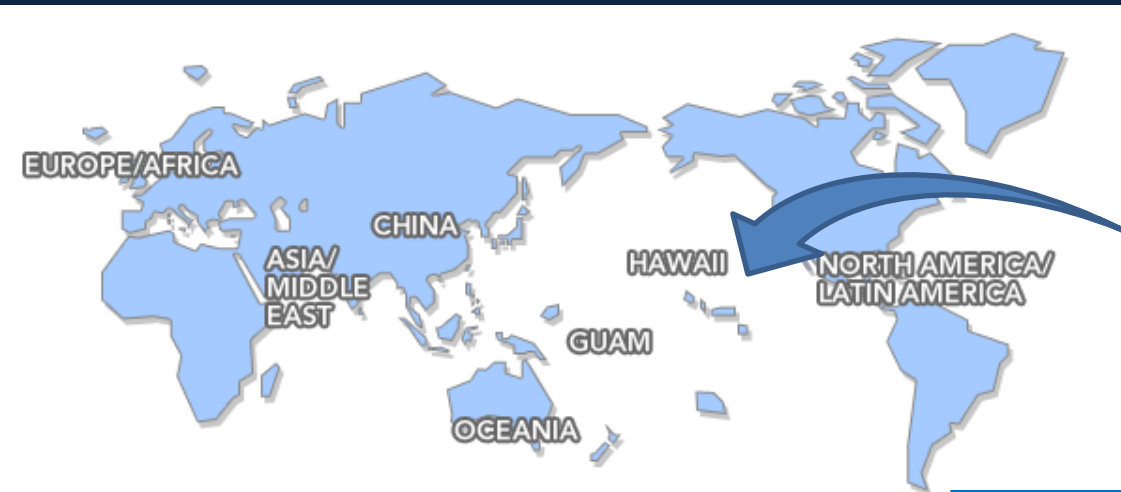 EUROPE/AFRICA
CHINA
ASIA/
MIDDLE
EAST
HAWAII
NORTH AMERICA/
LATIN AMERICA
GUAM
OCEANIA